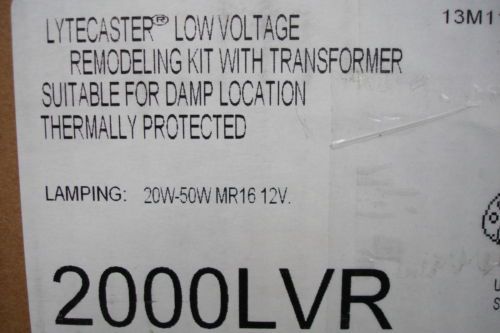 LYTECASTER® LOW VOLTAGE
REMODELING KIT WITH TRANSFORMER
SUITABLE FOR DAMP LOCATION
THERMALLY PROTECTED
LAMPING: 20W-50W MR16 12V.
2000LVR